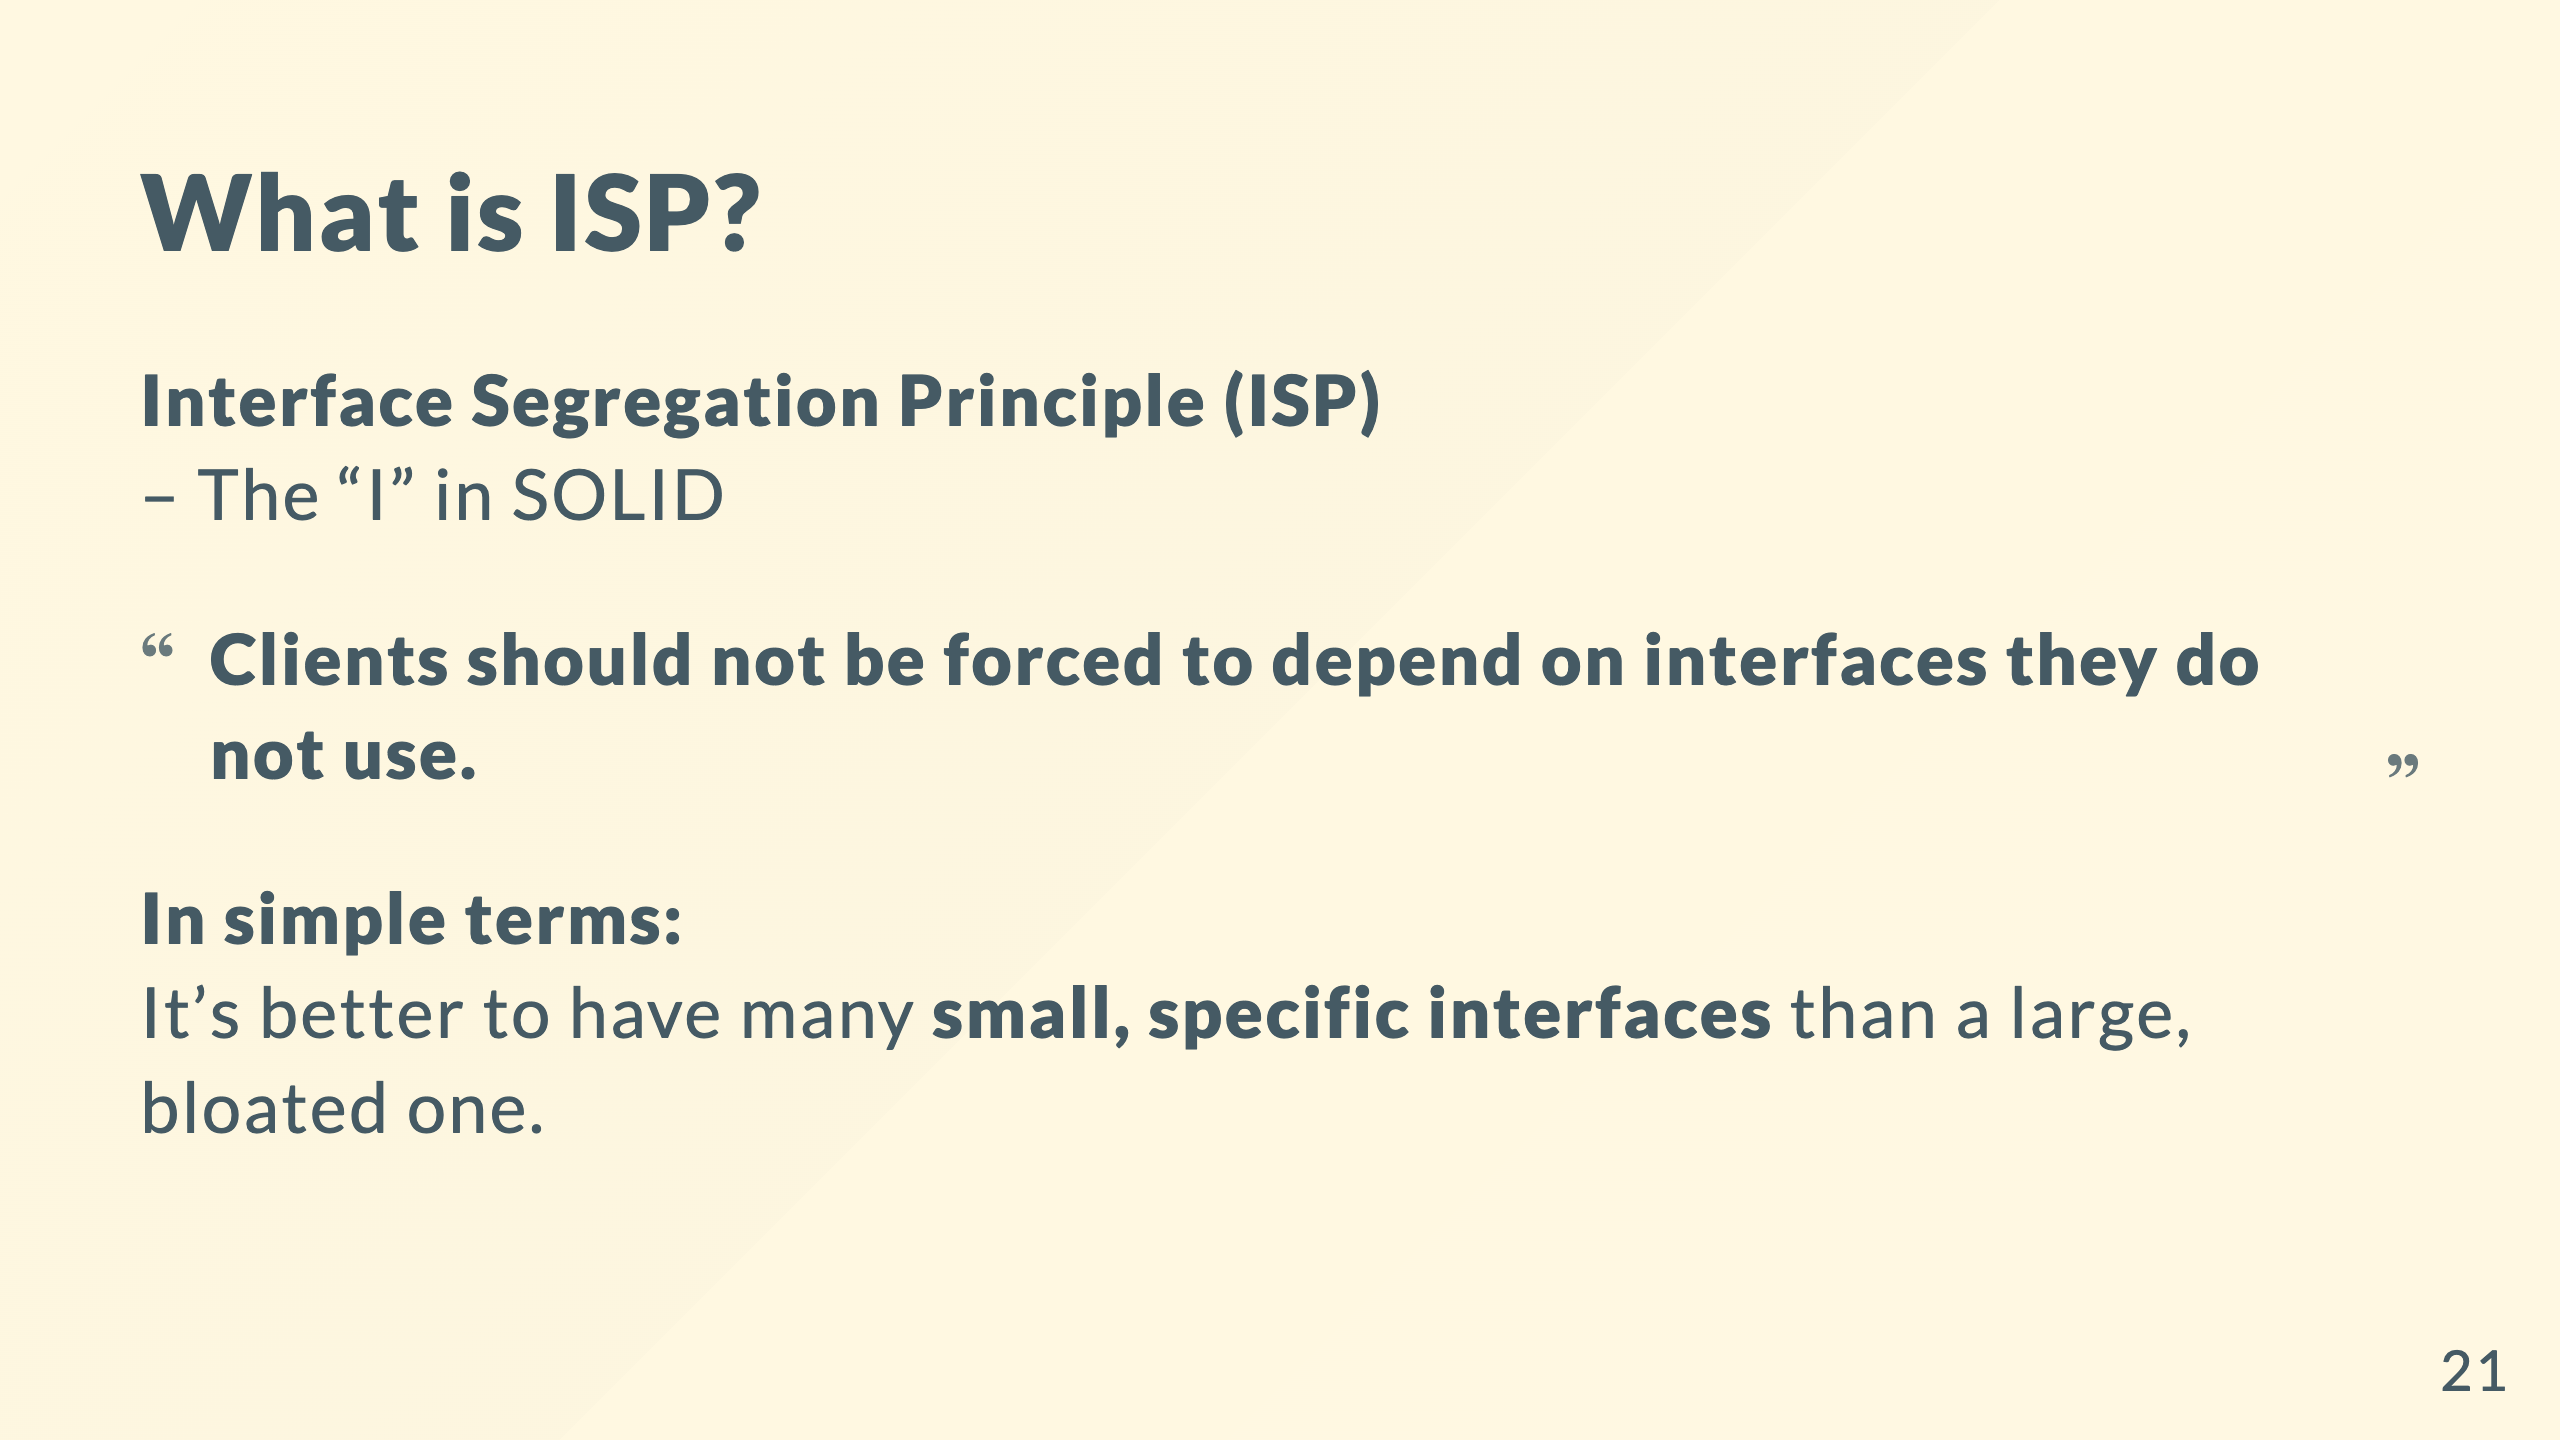 What is ISP?
Interface Segregation Principle (ISP)
– The “I” in SOLID
“ Clients should not be forced to depend on interfaces they do
not use. ”
In simple terms:
It’s better to have many small, specific interfaces than a large,
bloated one.
21